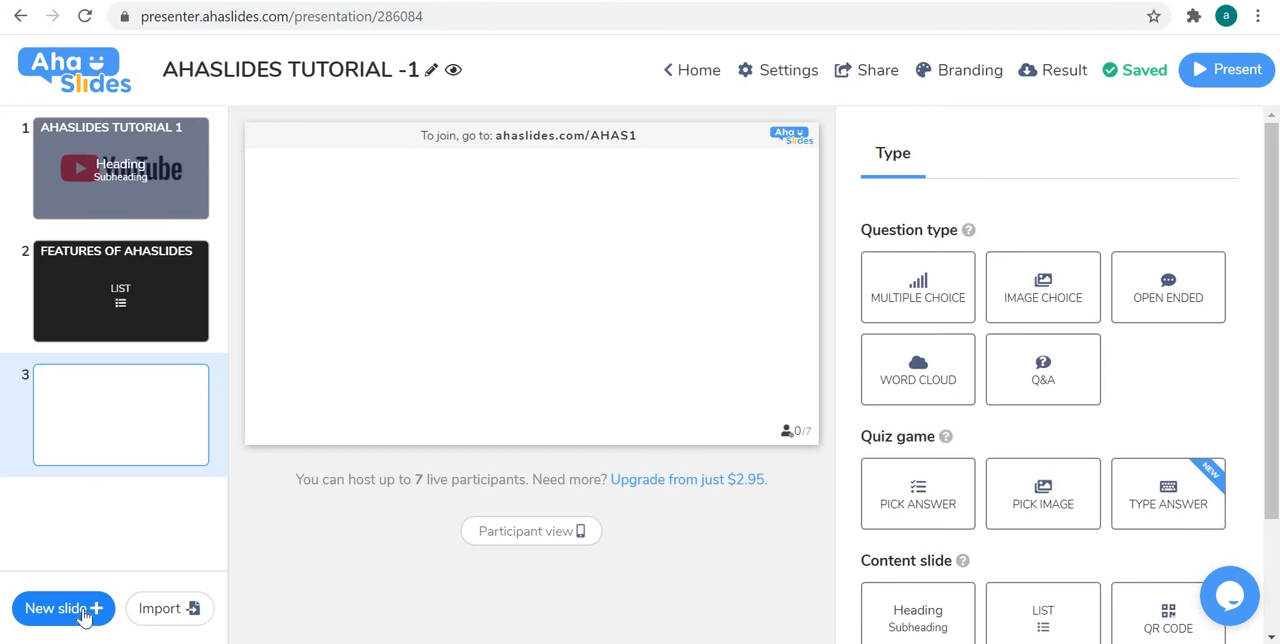 presenter.ahaslides.com/presentation/286084
a
Aha
Slides
AHASLIDES TUTORIAL -1
Home
Settings
Share
Branding
Result
Saved
Present
1
AHASLIDES TUTORIAL 1
YouTube
Heading
Subheading
2
FEATURES OF AHASLIDES
LIST
3
New slide +
Import
To join, go to: ahaslides.com/AHAS1
Aha
Slides
0/7
You can host up to 7 live participants. Need more? Upgrade from just $2.95.
Participant view
Type
Question type ?
MULTIPLE CHOICE
IMAGE CHOICE
OPEN ENDED
WORD CLOUD
Q&A
Quiz game ?
PICK ANSWER
PICK IMAGE
NEW
TYPE ANSWER
Content slide ?
Heading
Subheading
LIST
QR CODE